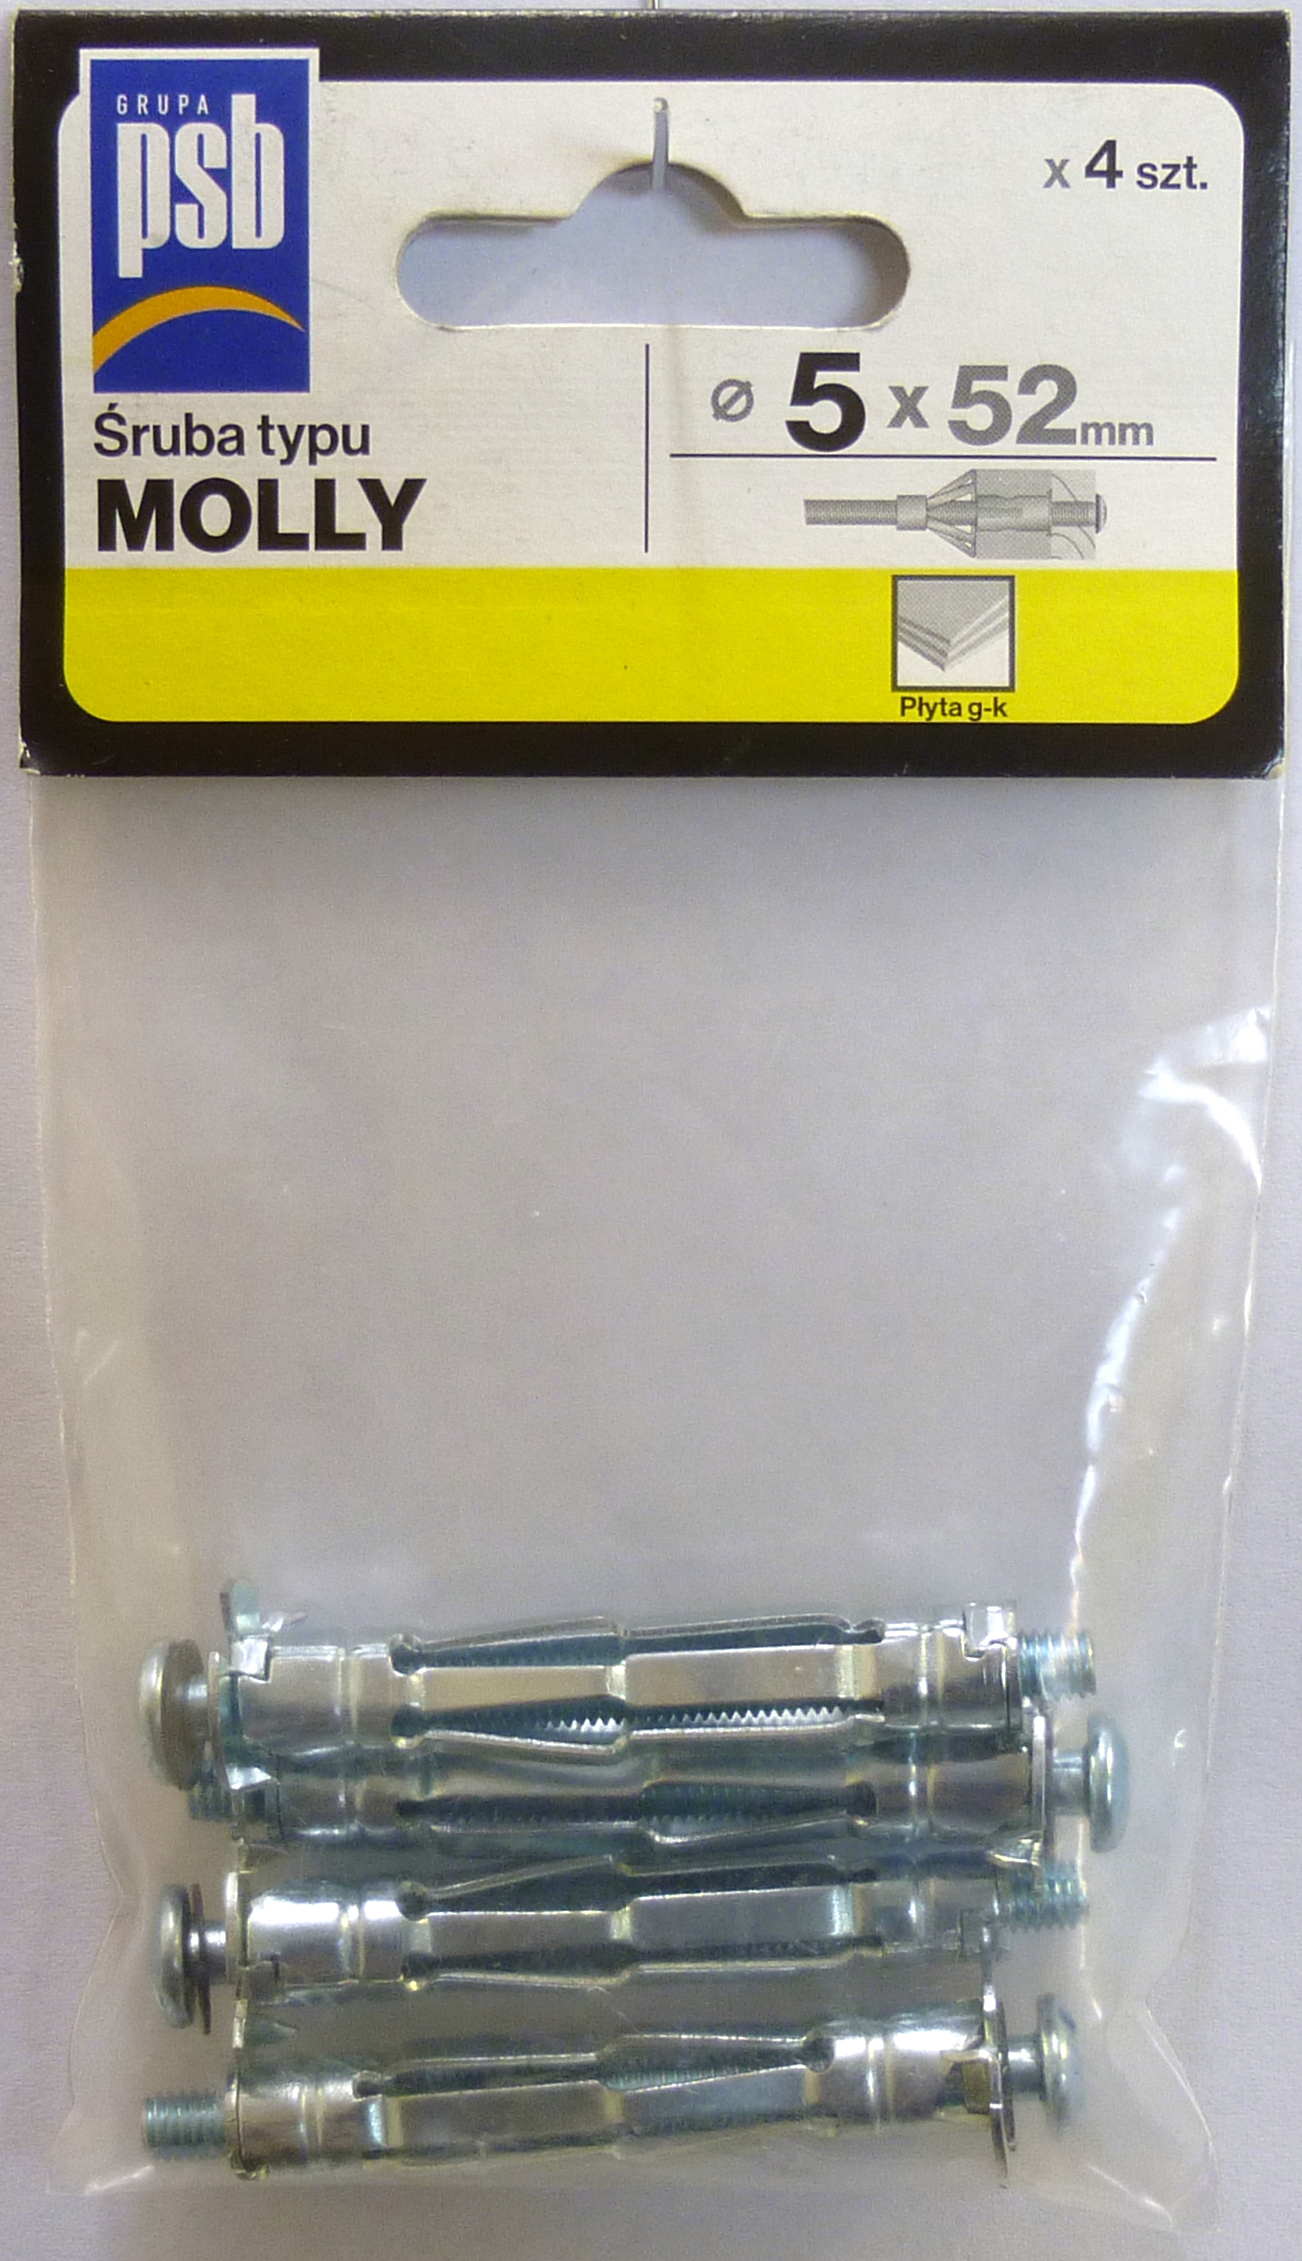 GRUPA
psb
x 4 szt.
Śruba typu
MOLLY
ø 5 x 52mm
Płyta g-k